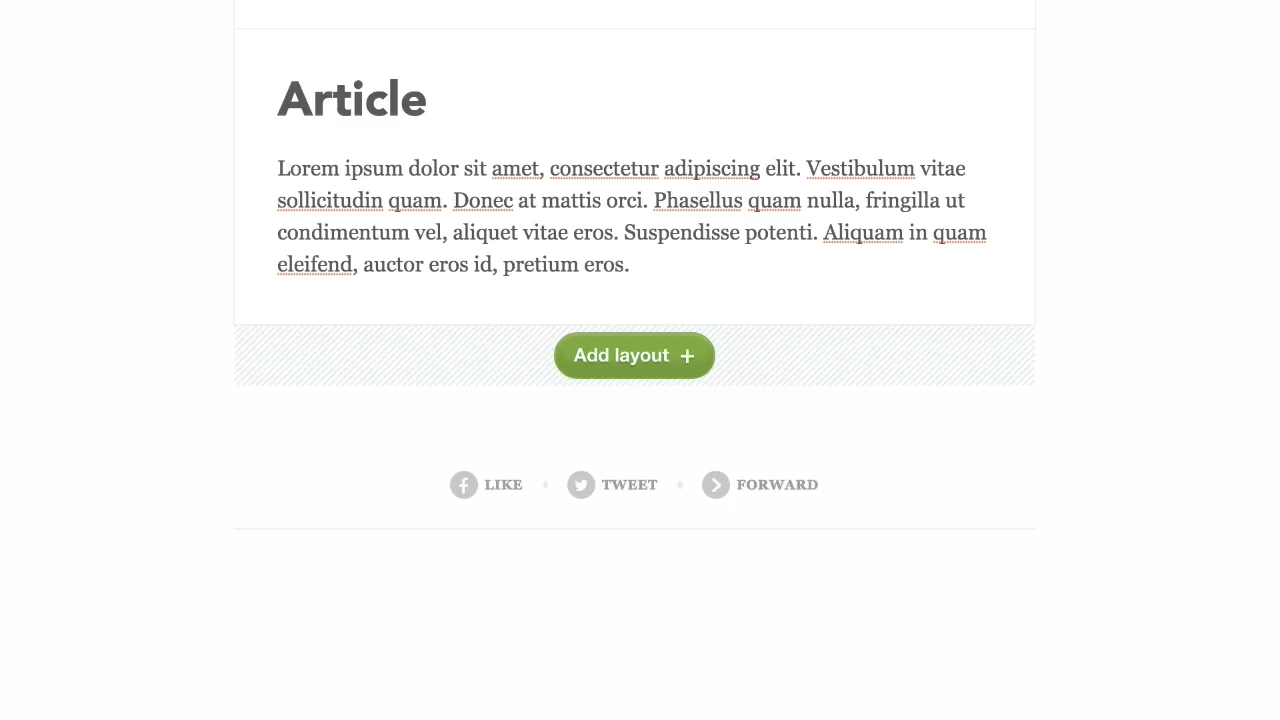 Article
Lorem ipsum dolor sit amet, consectetur adipiscing elit. Vestibulum vitae
sollicitudin quam. Donec at mattis orci. Phasellus quam nulla, fringilla ut
condimentum vel, aliquet vitae eros. Suspendisse potenti. Aliquam in quam
eleifend, auctor eros id, pretium eros.
Add layout +
LIKE TWEET FORWARD